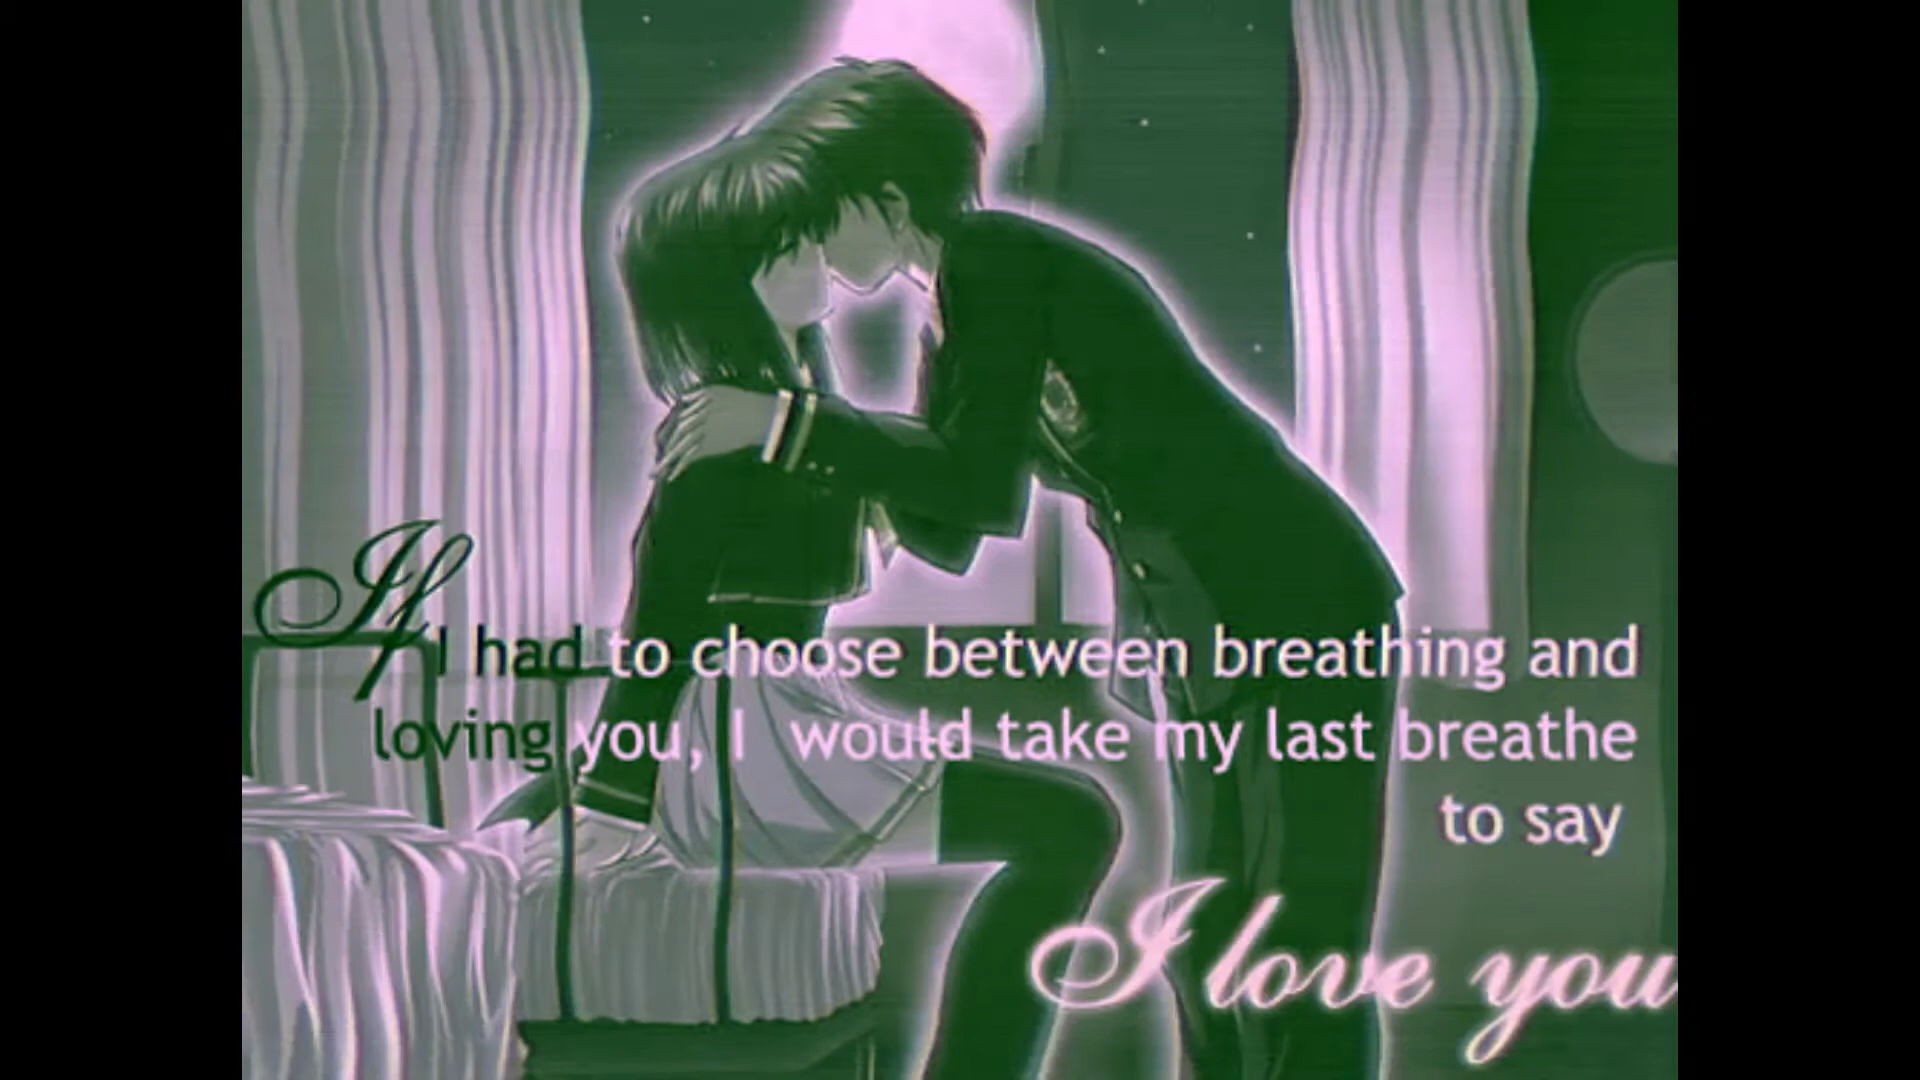 If I had to choose between breathing and
loving you, I would take my last breathe
to say
I love you